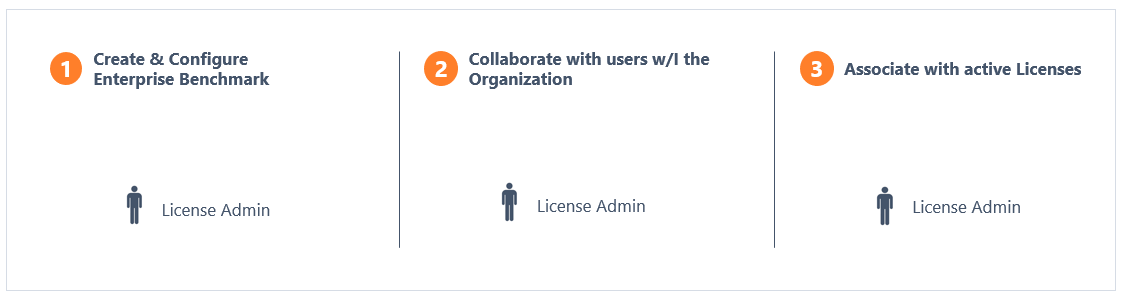 1
Create & Configure
Enterprise Benchmark
License Admin
2
Collaborate with users w/I the
Organization
License Admin
3
Associate with active Licenses
License Admin